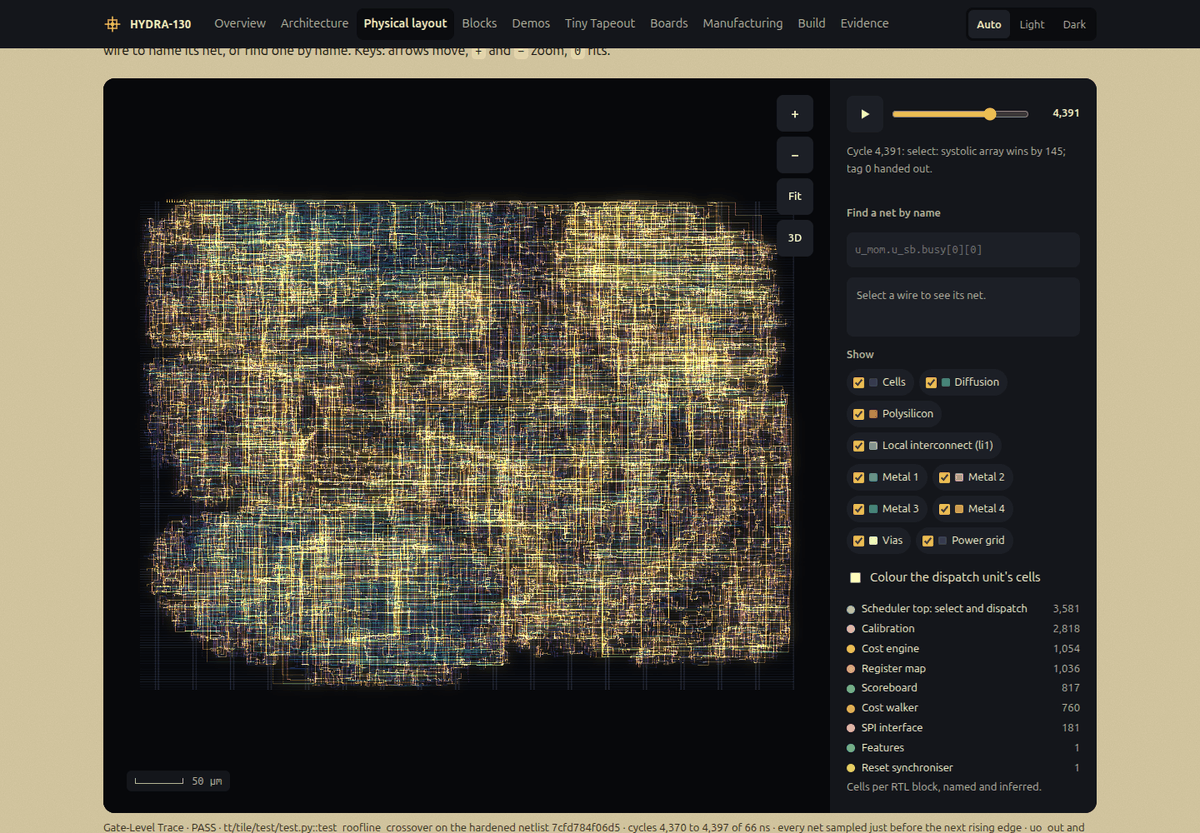 HYDRA-130 Overview Architecture Physical layout Blocks Demos Tiny Tapeout Boards Manufacturing Build Evidence Auto Light Dark
wire to name its net, or find one by name. Keys: arrows move, + and − zoom, 0 fits.
+
−
Fit
3D
50 µm
4,391
Cycle 4,391: select: systolic array wins by 145;
tag 0 handed out.
Find a net by name
u_mom.u_sb.busy[0][0]
Select a wire to see its net.
Show
Cells Diffusion
Polysilicon
Local interconnect (li1)
Metal 1 Metal 2
Metal 3 Metal 4
Vias Power grid
Colour the dispatch unit's cells
Scheduler top: select and dispatch 3,581
Calibration 2,818
Cost engine 1,054
Register map 1,036
Scoreboard 817
Cost walker 760
SPI interface 181
Features 1
Reset synchroniser 1
Cells per RTL block, named and inferred.
Gate-Level Trace · PASS · tt/tile/test/test.py::test_roofline_crossover on the hardened netlist 7cfd784f06d5 · cycles 4,370 to 4,397 of 66 ns · every net sampled just before the next rising edge · uo_out and